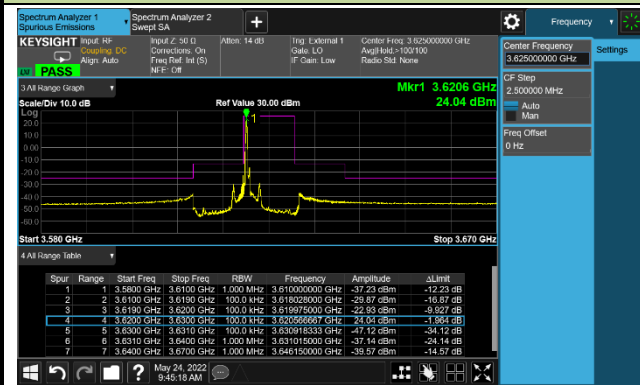 Spectrum Analyzer 1
Spurious Emissions
Spectrum Analyzer 2
Swept SA
Frequency
KEYSIGHT
Input: RF
Coupling: DC
Align: Auto
Input Z: 50 Ω
Corrections: On
Freq Ref: Int (S)
NFE: Off
Atten: 14 dB
Trig: External 1
Gate: LO
IF Gain: Low
Center Freq: 3.625000000 GHz
Avg|Hold:>100/100
Radio Std: None
PASS
3 All Range Graph
Scale/Div 10.0 dB
Ref Value 30.00 dBm
Mkr1 3.6206 GHz
24.04 dBm
Log
20.0
10.0
0.00
-10.0
-20.0
-30.0
-40.0
-50.0
-60.0
1
Start 3.580 GHz
Stop 3.670 GHz
4 All Range Table
Spur Range Start Freq Stop Freq RBW Frequency Amplitude ΔLimit
1 1 3.5800 GHz 3.6100 GHz 1.000 MHz 3.610000000 GHz -37.23 dBm -12.23 dB
2 2 3.6100 GHz 3.6190 GHz 100.0 kHz 3.618028000 GHz -29.87 dBm -16.87 dB
3 3 3.6190 GHz 3.6200 GHz 100.0 kHz 3.619975000 GHz -22.93 dBm -9.927 dB
4 4 3.6200 GHz 3.6300 GHz 100.0 kHz 3.620566667 GHz 24.04 dBm -1.964 dB
5 5 3.6300 GHz 3.6310 GHz 100.0 kHz 3.630918333 GHz -47.12 dBm -34.12 dB
6 6 3.6310 GHz 3.6400 GHz 1.000 MHz 3.631015000 GHz -37.14 dBm -24.14 dB
7 7 3.6400 GHz 3.6700 GHz 1.000 MHz 3.646150000 GHz -39.57 dBm -14.57 dB
Center Frequency
3.625000000 GHz
Settings
CF Step
2.500000 MHz
Auto
Man
Freq Offset
0 Hz
May 24, 2022
9:45:18 AM